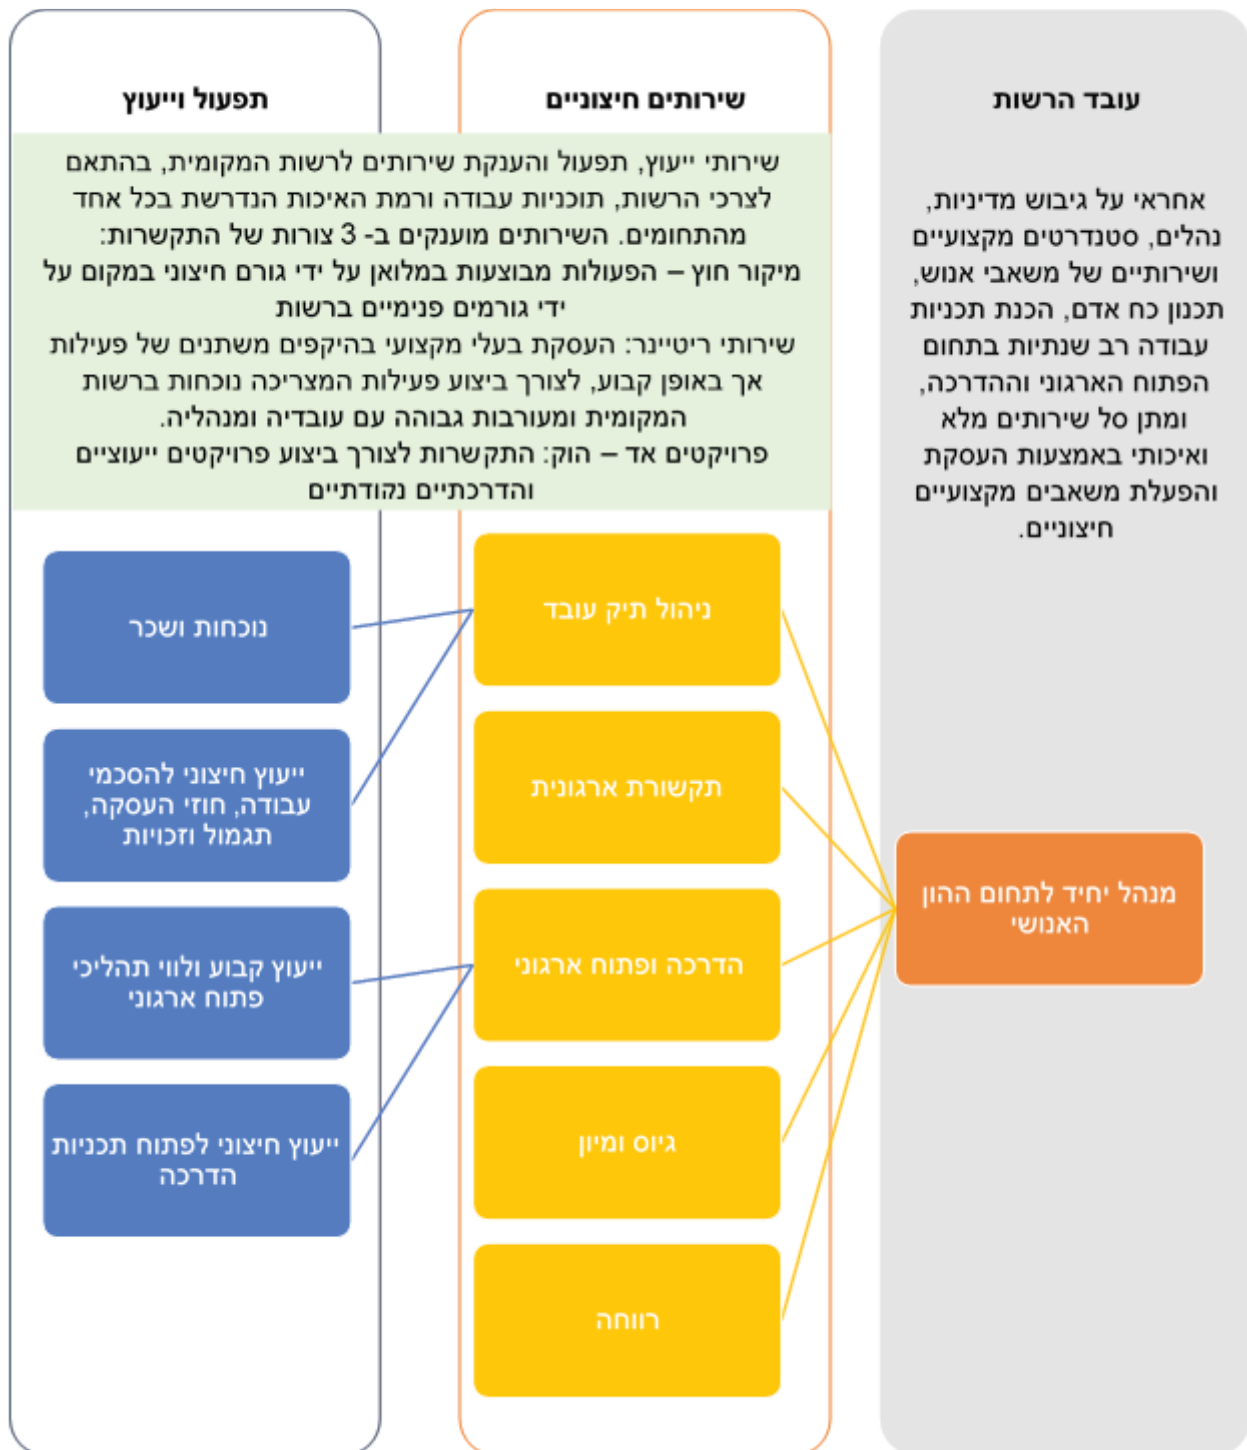 עובד הרשות
אחראי על גיבוש מדיניות,
נהלים, סטנדרטים מקצועיים
ושירותיים של משאבי אנוש,
תכנון כח אדם, הכנת תכניות
עבודה רב שנתיות בתחום
הפתוח הארגוני וההדרכה,
ומתן סל שירותים מלא
ואיכותי באמצעות העסקת
והפעלת משאבים מקצועיים
חיצוניים.
מנהל יחיד לתחום ההון
האנושי
שירותים חיצוניים
תפעול וייעוץ
שירותי ייעוץ, תפעול והענקת שירותים לרשות המקומית, בהתאם
לצרכי הרשות, תוכניות עבודה ורמת האיכות הנדרשת בכל אחד
מהתחומים. השירותים מוענקים ב- 3 צורות של התקשרות:
מיקור חוץ – הפעולות מבוצעות במלואן על ידי גורם חיצוני במקום על
ידי גורמים פנימיים ברשות
שירותי ריטיינר: העסקת בעלי מקצועי בהיקפים משתנים של פעילות
אך באופן קבוע, לצורך ביצוע פעילות המצריכה נוכחות ברשות
המקומית ומעורבות גבוהה עם עובדיה ומנהליה.
פרויקטים אד – הוק: התקשרות לצורך ביצוע פרויקטים ייעוציים
והדרכתיים נקודתיים
ניהול תיק עובד
תקשורת ארגונית
הדרכה ופתוח ארגוני
גיוס ומיון
רווחה
נוכחות ושכר
ייעוץ חיצוני להסכמי
עבודה, חוזי העסקה,
תגמול וזכויות
ייעוץ קבוע ולווי תהליכי
פתוח ארגוני
ייעוץ חיצוני לפתוח תכניות
הדרכה